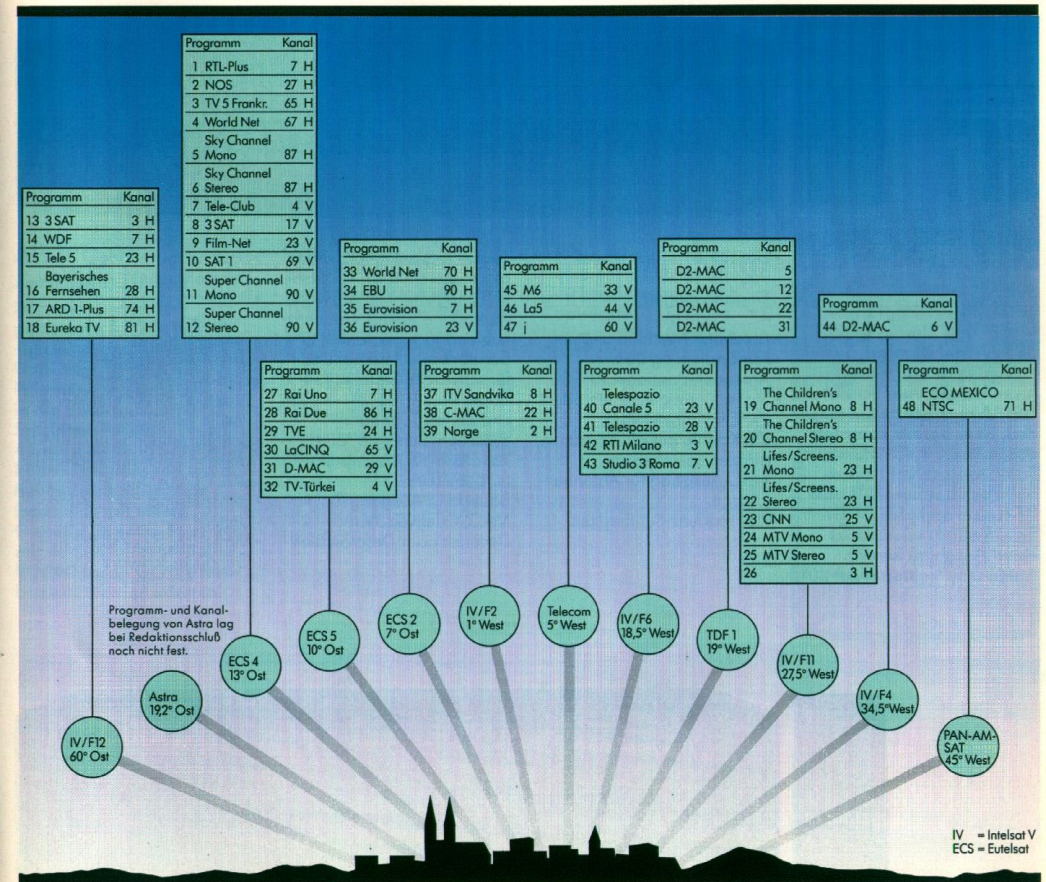 Programm Kanal
1 RTL-Plus 7 H
2 NOS 27 H
3 TV 5 Frankr. 65 H
4 World Net 67 H
Sky Channel
5 Mono 87 H
Sky Channel
6 Stereo 87 H
7 Tele-Club 4 V
8 3 SAT 17 V
9 Film-Net 23 V
10 SAT 1 69 V
Super Channel
11 Mono 90 V
Super Channel
12 Stereo 90 V
Programm Kanal
13 3 SAT 3 H
14 WDF 7 H
15 Tele 5 23 H
Bayerisches
16 Fernsehen 28 H
17 ARD 1-Plus 74 H
18 Eureka TV 81 H
Programm Kanal
33 World Net 70 H
34 EBU 90 H
35 Eurovision 7 H
36 Eurovision 23 V
Programm Kanal
45 M6 33 V
46 La5 44 V
47 j 60 V
Programm Kanal
D2-MAC 5
D2-MAC 12
D2-MAC 22
D2-MAC 31
Programm Kanal
44 D2-MAC 6 V
Programm Kanal
27 Rai Uno 7 H
28 Rai Due 86 H
29 TVE 24 H
30 LaCINQ 65 V
31 D-MAC 29 V
32 TV-Türkei 4 V
Programm Kanal
37 ITV Sandvika 8 H
38 C-MAC 22 H
39 Norge 2 H
Programm Kanal
Telespazio
40 Canale 5 23 V
41 Telespazio 28 V
42 RTI Milano 3 V
43 Studio 3 Roma 7 V
Programm Kanal
The Children's
19 Channel Mono 8 H
The Children's
20 Channel Stereo 8 H
Lifes/Screens.
21 Mono 23 H
Lifes/Screens.
22 Stereo 23 H
23 CNN 25 V
24 MTV Mono 5 V
25 MTV Stereo 5 V
26 3 H
Programm Kanal
ECO MEXICO
48 NTSC 71 H
Programm- und Kanal-
belegung von Astra lag
bei Redaktionsschluß
noch nicht fest.
IV/F12
60° Ost
Astra
19,2° Ost
ECS 4
13° Ost
ECS 5
10° Ost
ECS 2
7° Ost
IV/F2
1° West
Telecom
5° West
IV/F6
18,5° West
TDF 1
19° West
IV/F11
27,5° West
IV/F4
34,5° West
PAN-AM-
SAT
45° West
IV = Intelsat V
ECS = Eutelsat